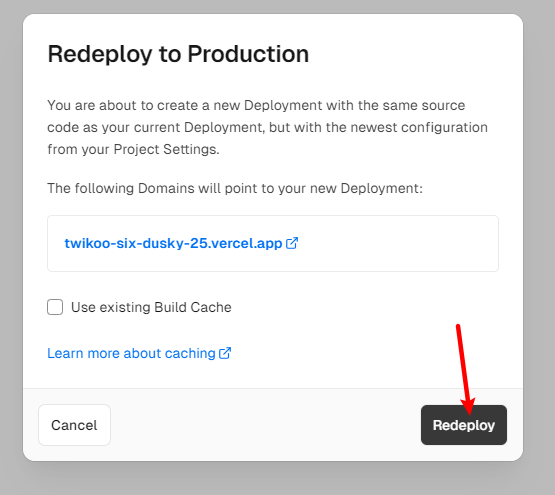 Redeploy to Production
You are about to create a new Deployment with the same source
code as your current Deployment, but with the newest configuration
from your Project Settings.
The following Domains will point to your new Deployment:
twikoo-six-dusky-25.vercel.app
Use existing Build Cache
Learn more about caching
Cancel
Redeploy